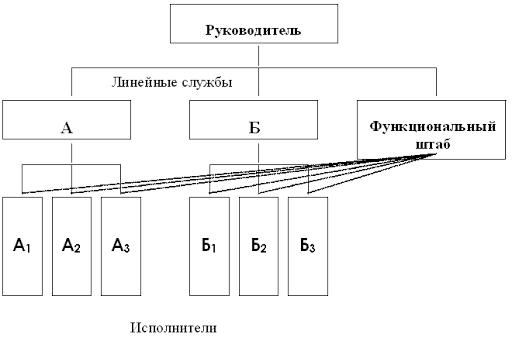 Руководитель
Линейные службы
А
Б
Функциональный
штаб
А1
А2
А3
Б1
Б2
Б3
Исполнители